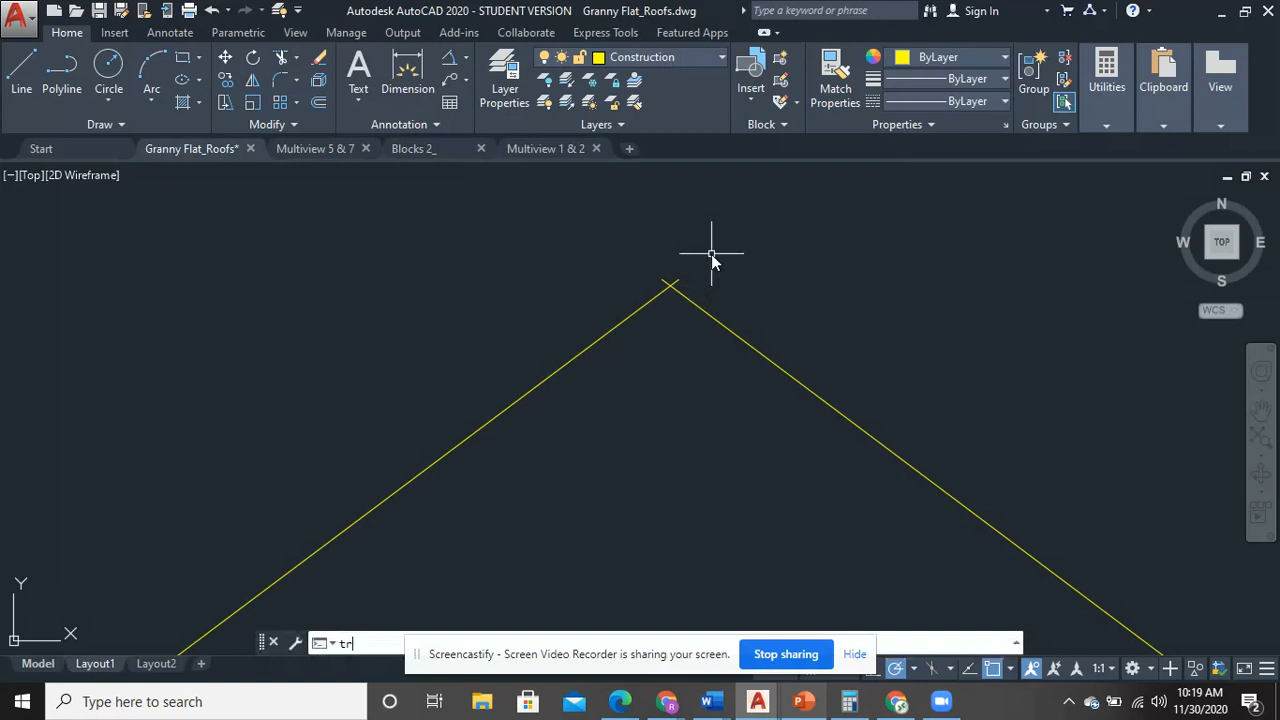 Autodesk AutoCAD 2020 - STUDENT VERSION Granny Flat_Roofs.dwg
Type a keyword or phrase
Sign In
Home Insert Annotate Parametric View Manage Output Add-ins Collaborate Express Tools Featured Apps
Line Polyline Circle Arc
Text Dimension
Layer Properties
Construction
Insert
Match Properties
ByLayer
ByLayer
ByLayer
Group
Utilities
Clipboard
View
Draw Modify Annotation Layers Block Properties Groups
Start Granny Flat_Roofs* Multiview 5 & 7 Blocks 2_ Multiview 1 & 2
[−][Top][2D Wireframe]
N
W TOP E
S
WCS
Y
X
tr
Screencastify - Screen Video Recorder is sharing your screen. Stop sharing Hide
Model Layout1 Layout2
1:1
Type here to search
10:19 AM
11/30/2020
2